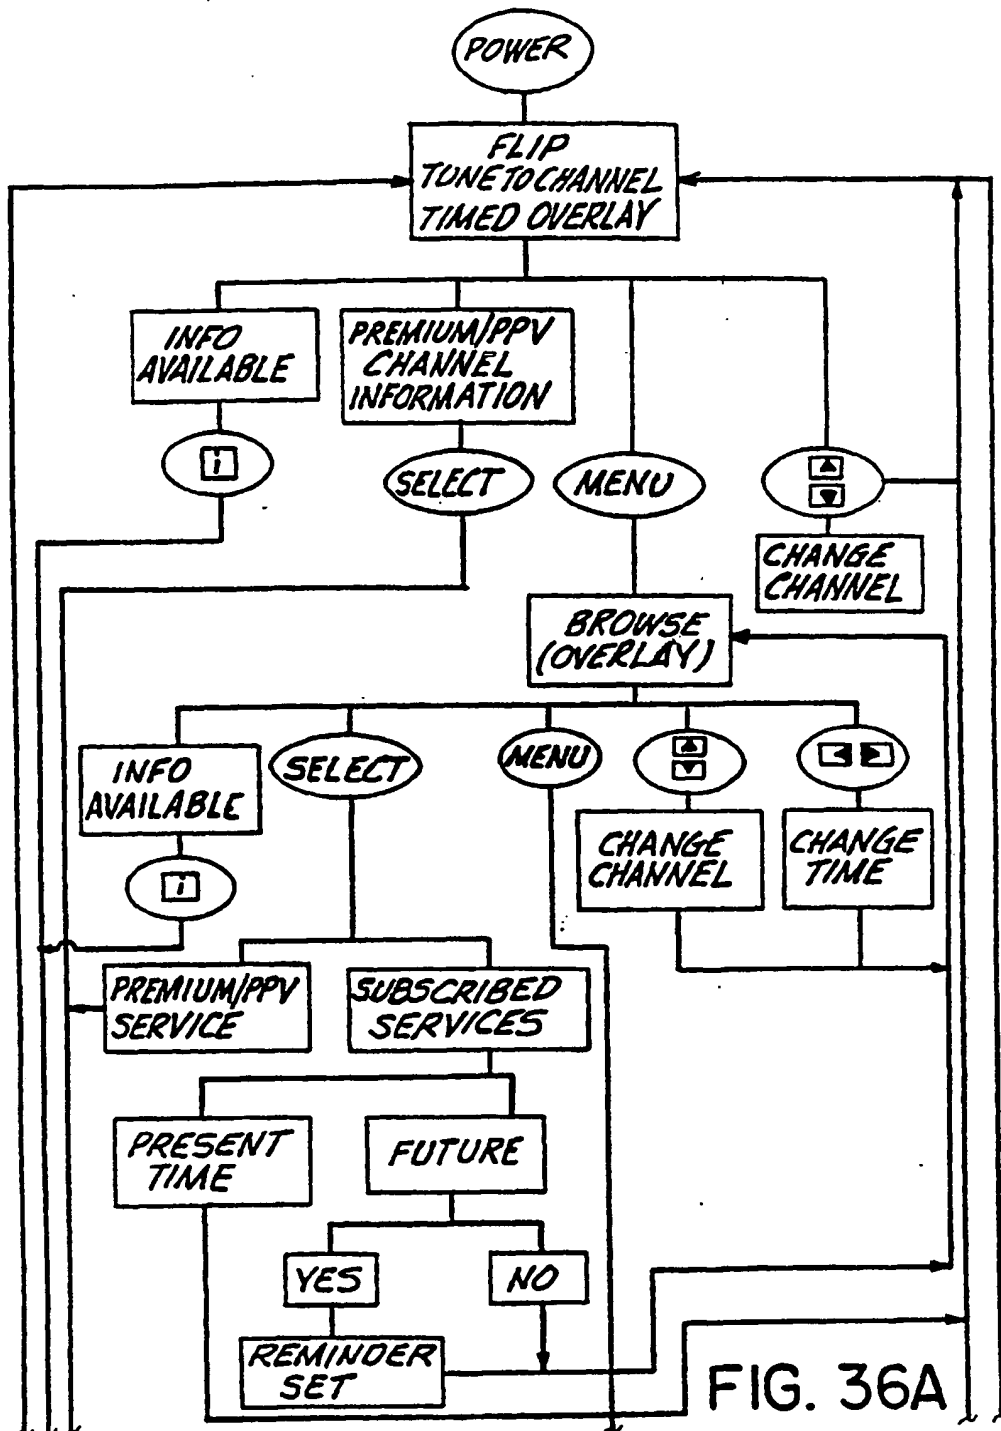 POWER
FLIP
TUNE TO CHANNEL
TIMED OVERLAY
INFO
AVAILABLE
PREMIUM/PPV
CHANNEL
INFORMATION
i
SELECT
MENU
▲
▼
CHANGE
CHANNEL
BROWSE
(OVERLAY)
INFO
AVAILABLE
SELECT
MENU
▲
▼
◄ ►
CHANGE
CHANNEL
CHANGE
TIME
i
PREMIUM/PPV
SERVICE
SUBSCRIBED
SERVICES
PRESENT
TIME
FUTURE
YES
NO
REMINDER
SET
FIG. 36A